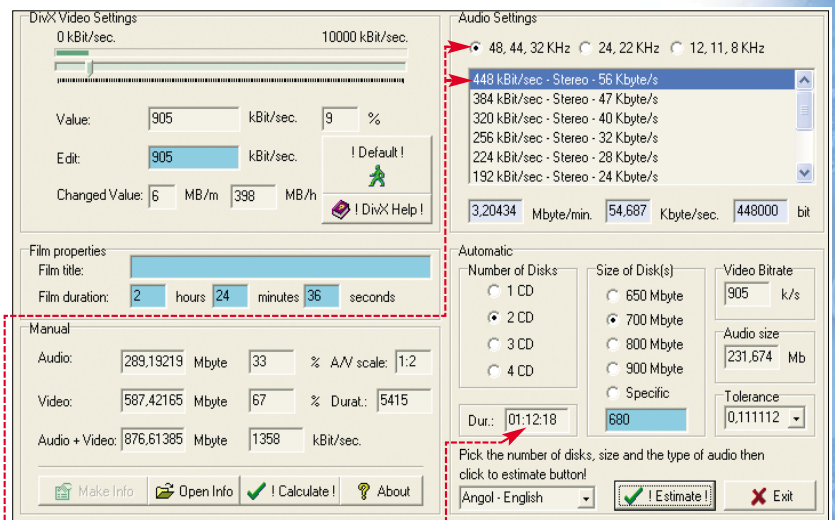 DivX Video Settings
0 kBit/sec. 10000 kBit/sec.
Value: 905 kBit/sec. 9 %
Edit: 905 kBit/sec.
! Default !
Changed Value: 6 MB/m 398 MB/h
! DivX Help !
Audio Settings
48, 44, 32 KHz 24, 22 KHz 12, 11, 8 KHz
448 kBit/sec - Stereo - 56 Kbyte/s
384 kBit/sec - Stereo - 47 Kbyte/s
320 kBit/sec - Stereo - 40 Kbyte/s
256 kBit/sec - Stereo - 32 Kbyte/s
224 kBit/sec - Stereo - 28 Kbyte/s
192 kBit/sec - Stereo - 24 Kbyte/s
3,20434 Mbyte/min. 54,687 Kbyte/sec. 448000 bit
Film properties
Film title:
Film duration: 2 hours 24 minutes 36 seconds
Manual
Audio: 289,19219 Mbyte 33 % A/V scale: 1:2
Video: 587,42165 Mbyte 67 % Durat.: 5415
Audio + Video: 876,61385 Mbyte 1358 kBit/sec.
Make Info Open Info ! Calculate ! ? About
Automatic
Number of Disks
1 CD
2 CD
3 CD
4 CD
Size of Disk(s)
650 Mbyte
700 Mbyte
800 Mbyte
900 Mbyte
Specific
680
Video Bitrate
905 k/s
Audio size
231,674 Mb
Tolerance
0,111112
Dur.: 01:12:18
Pick the number of disks, size and the type of audio then
click to estimate button!
Angol - English ! Estimate ! Exit